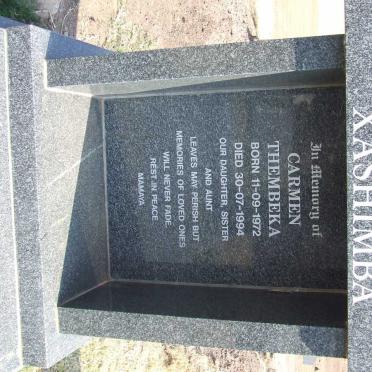 XASHIMBA
In Memory of
CARMEN
THEMBEKA
BORN 11-09-1972
DIED 30-07-1994
OUR DAUGHTER, SISTER
AND AUNT
LEAVES MAY PERISH BUT
MEMORIES OF LOVED ONES
WILL NEVER FADE.
REST IN PEACE
MAMAYA